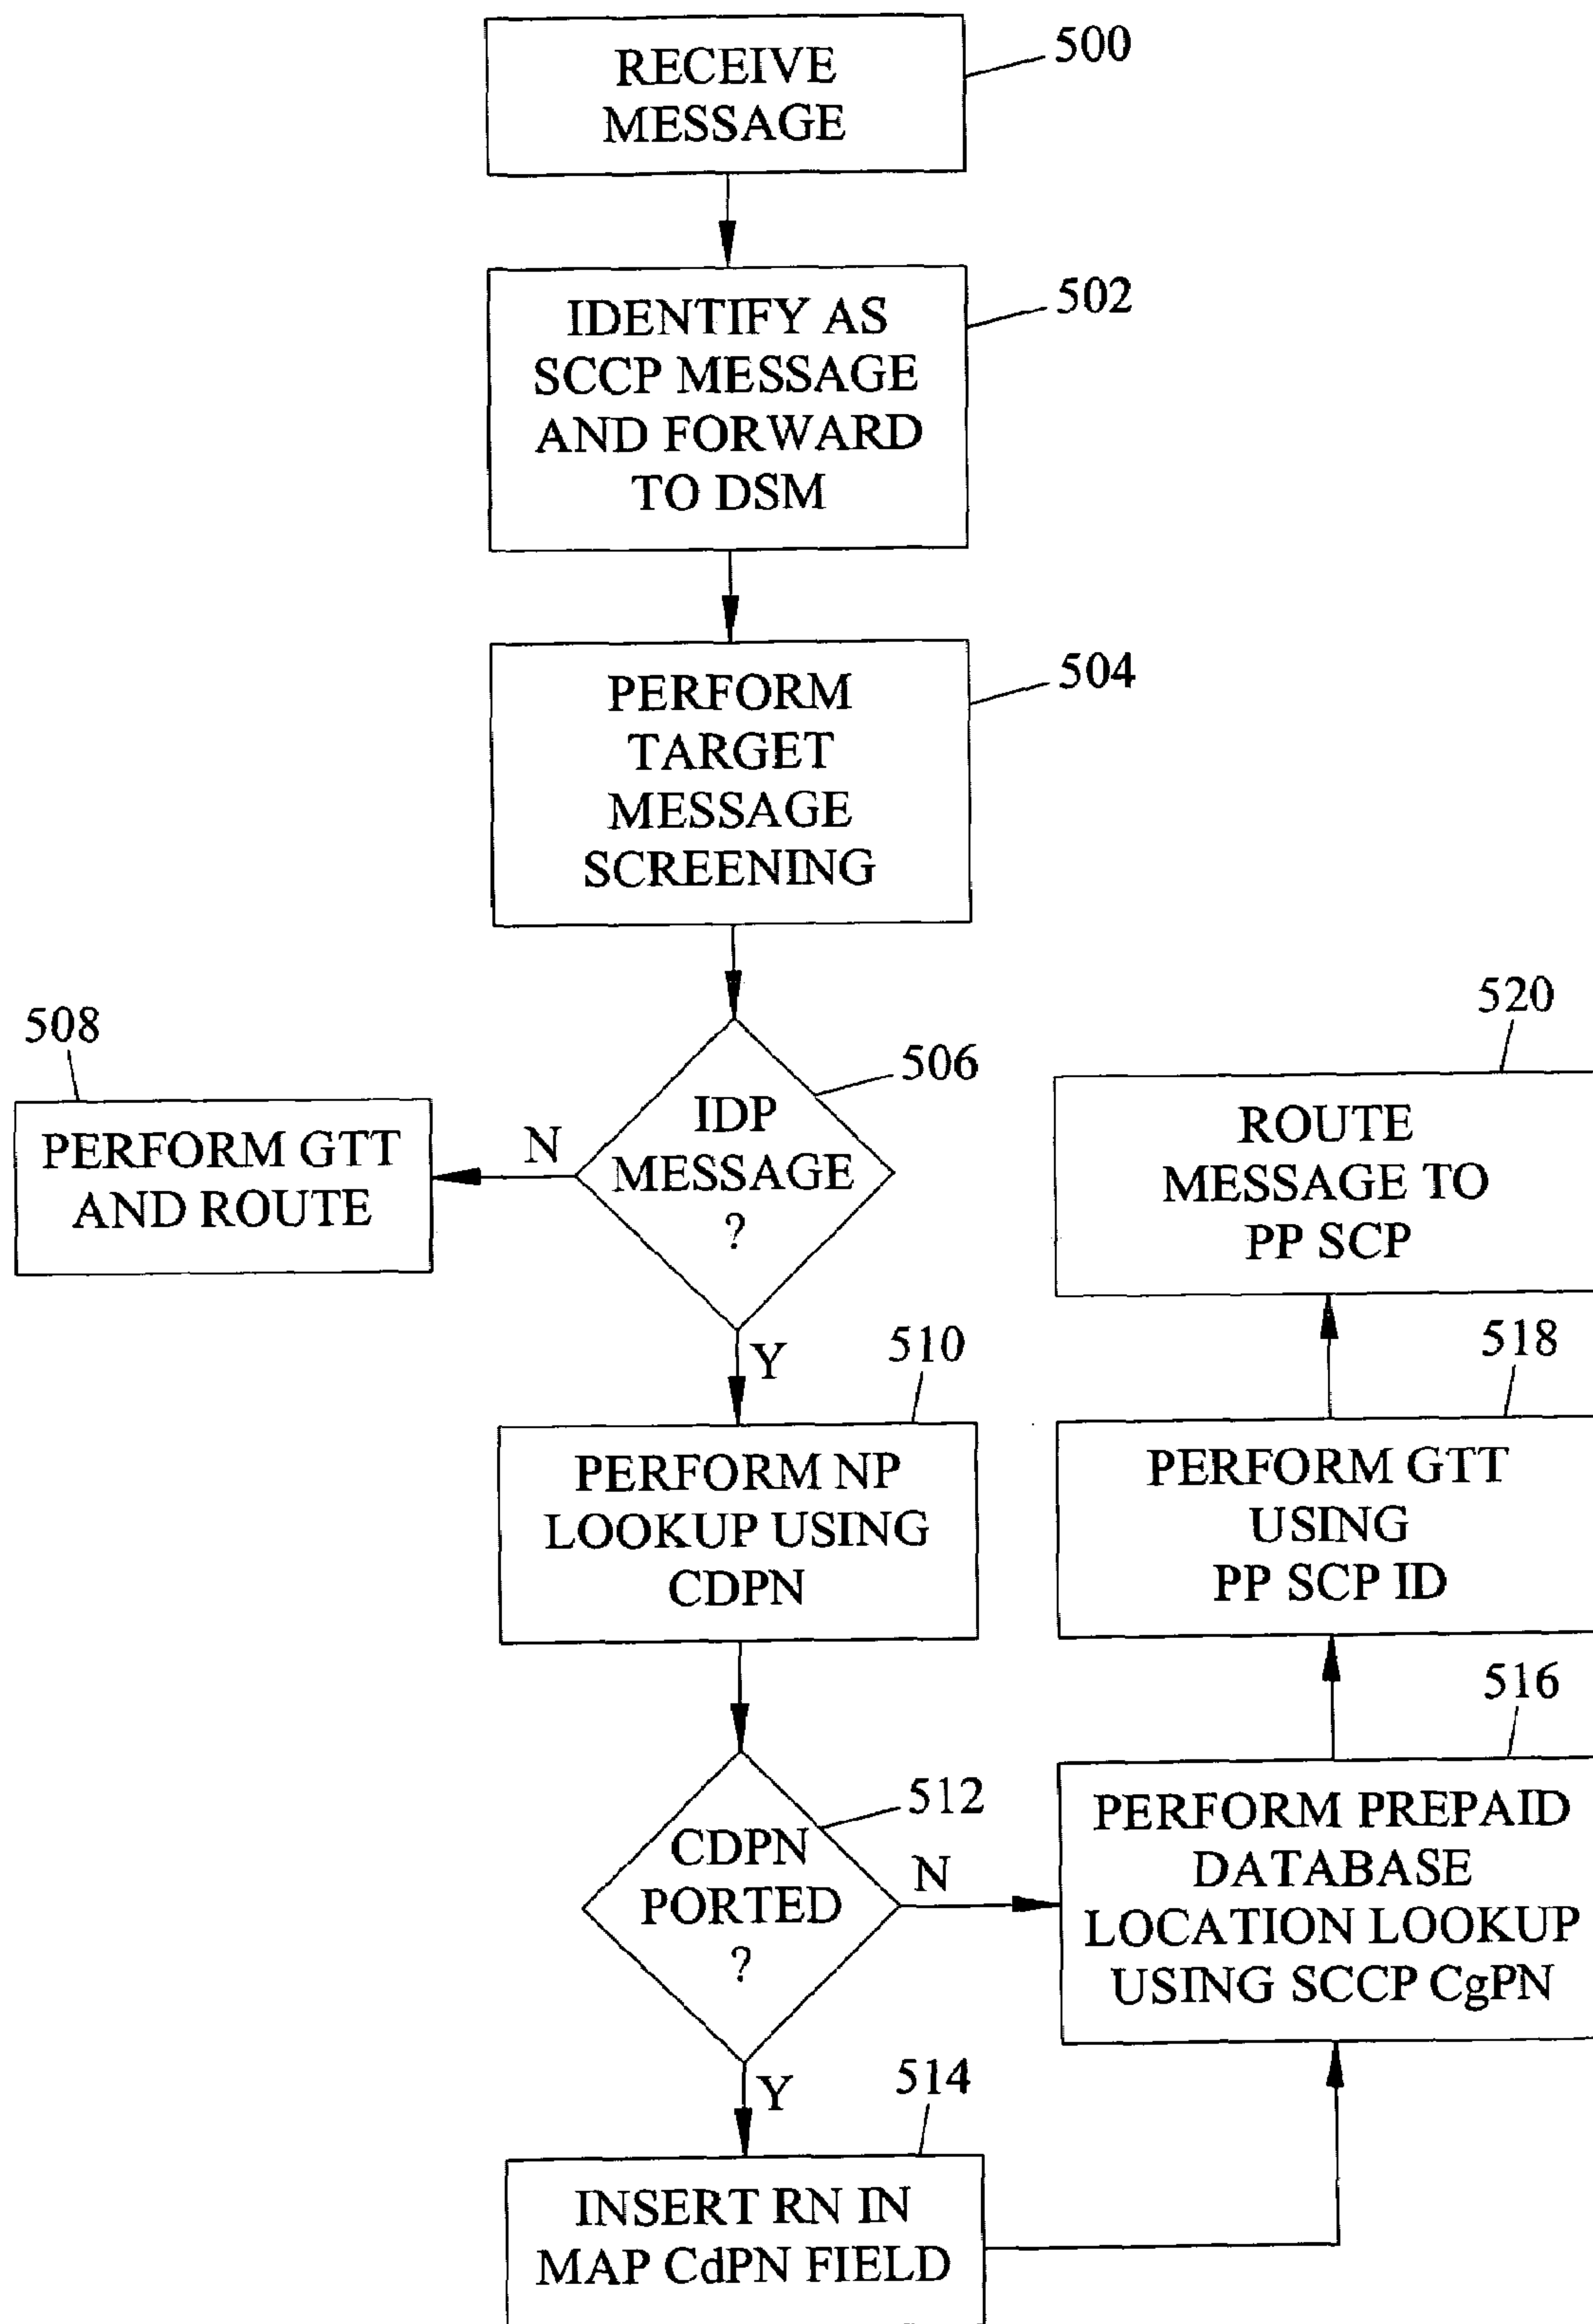 RECEIVE
MESSAGE
500
IDENTIFY AS
SCCP MESSAGE
AND FORWARD
TO DSM
502
PERFORM
TARGET
MESSAGE
SCREENING
504
IDP
MESSAGE
?
506
N
508
PERFORM GTT
AND ROUTE
Y
510
PERFORM NP
LOOKUP USING
CDPN
CDPN
PORTED
?
512
N
Y
514
INSERT RN IN
MAP CdPN FIELD
516
PERFORM PREPAID
DATABASE
LOCATION LOOKUP
USING SCCP CgPN
518
PERFORM GTT
USING
PP SCP ID
520
ROUTE
MESSAGE TO
PP SCP